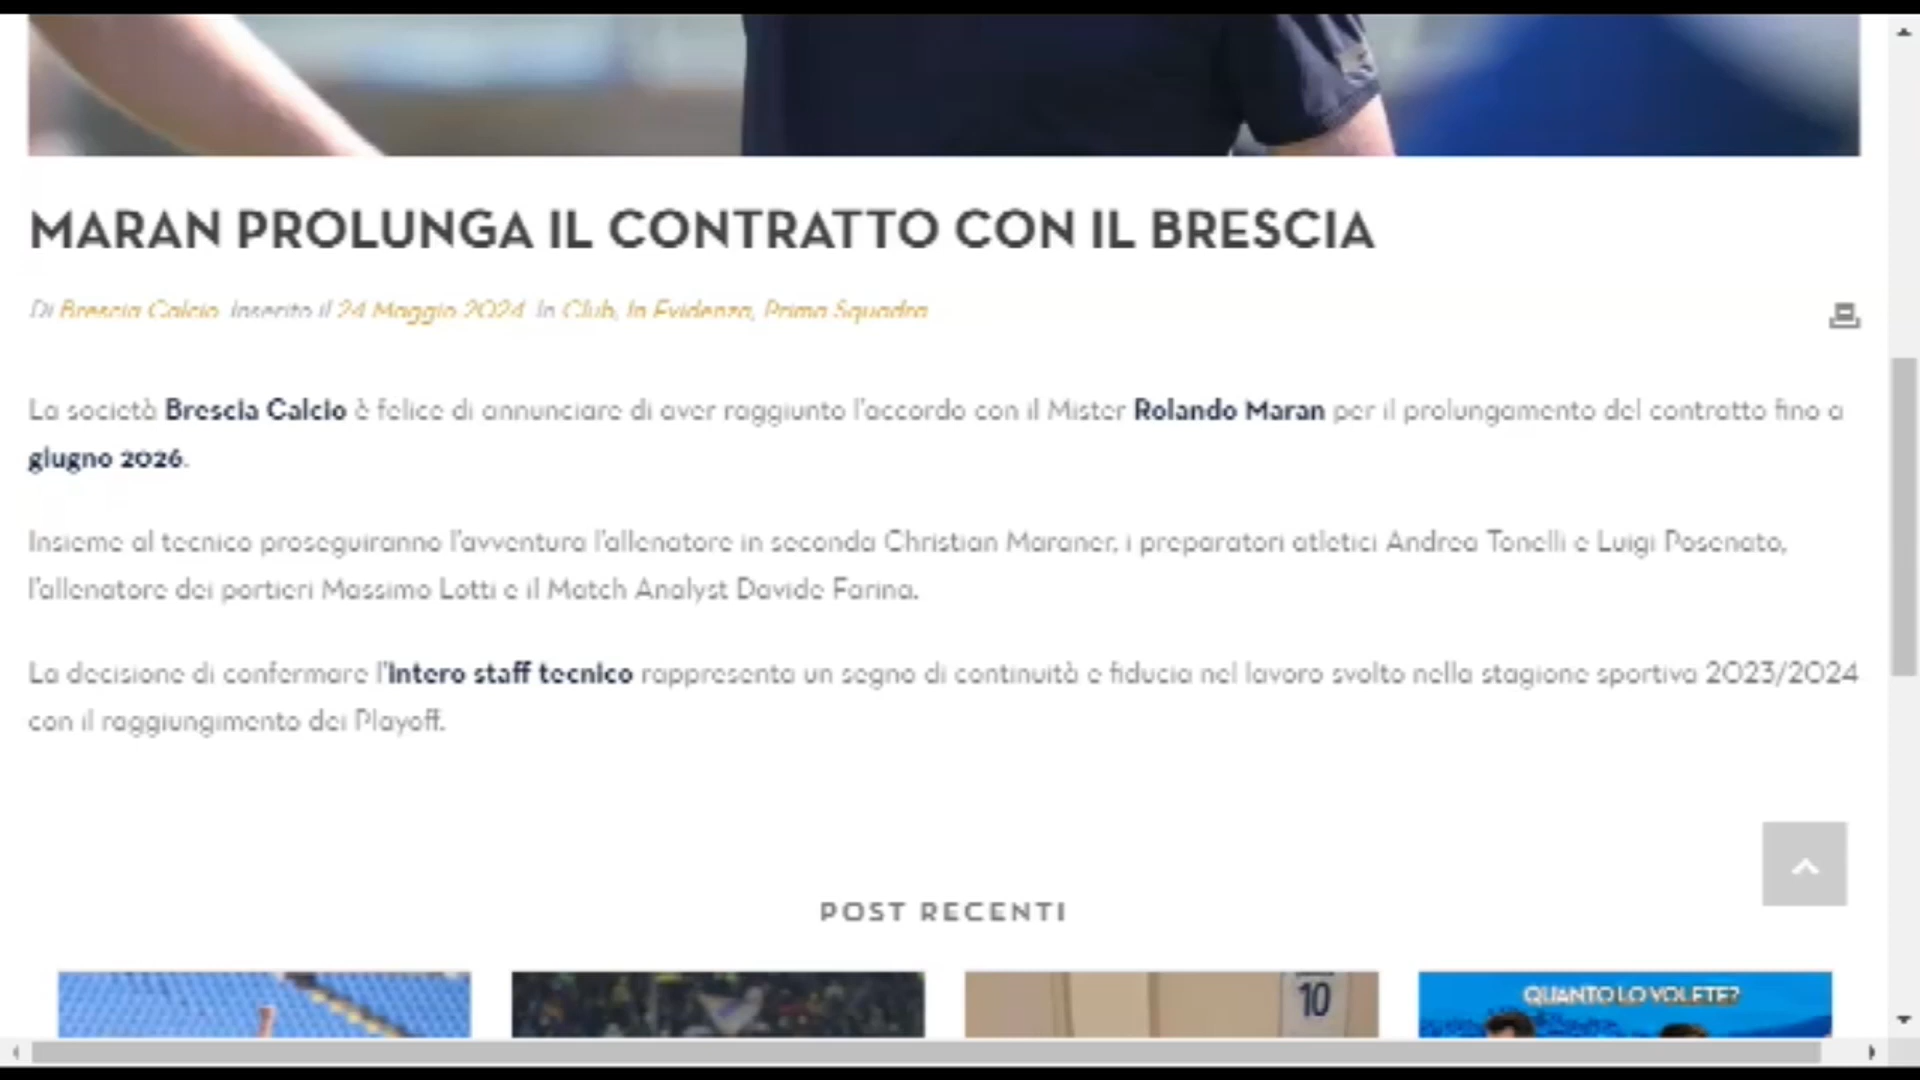 MARAN PROLUNGA IL CONTRATTO CON IL BRESCIA
Di Brescia Calcio Inserito il 24 Maggio 2024 In Club, In Evidenza, Prima Squadra
La società Brescia Calcio è felice di annunciare di aver raggiunto l'accordo con il Mister Rolando Maran per il prolungamento del contratto fino a
giugno 2026.
Insieme al tecnico proseguiranno l'avventura l'allenatore in seconda Christian Maraner, i preparatori atletici Andrea Tonelli e Luigi Posenato,
l'allenatore dei portieri Massimo Lotti e il Match Analyst Davide Farina.
La decisione di confermare l'intero staff tecnico rappresenta un segno di continuità e fiducia nel lavoro svolto nella stagione sportiva 2023/2024
con il raggiungimento dei Playoff.
POST RECENTI
10
QUANTO LO VOLETE?